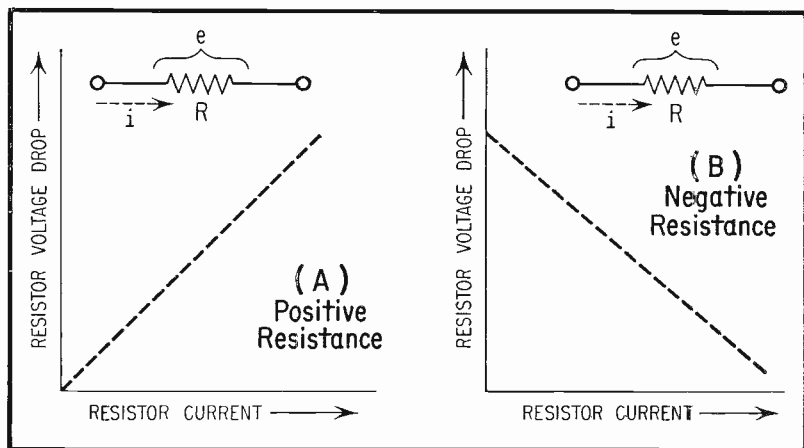 e
i
R
RESISTOR VOLTAGE DROP
(A)
Positive
Resistance
RESISTOR CURRENT
e
i
R
RESISTOR VOLTAGE DROP
(B)
Negative
Resistance
RESISTOR CURRENT